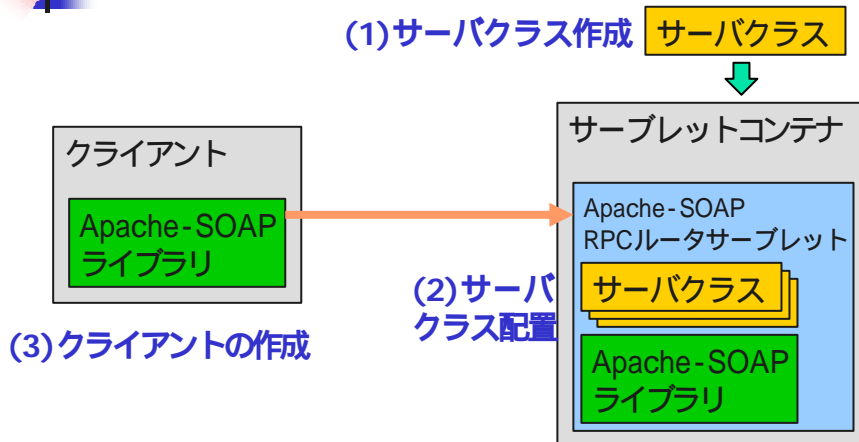 (1)サーバクラス作成
サーバクラス
サーブレットコンテナ
クライアント
Apache-SOAP
ライブラリ
Apache-SOAP
RPCルータサーブレット
(2)サーバ
クラス配置
サーバクラス
(3)クライアントの作成
Apache-SOAP
ライブラリ